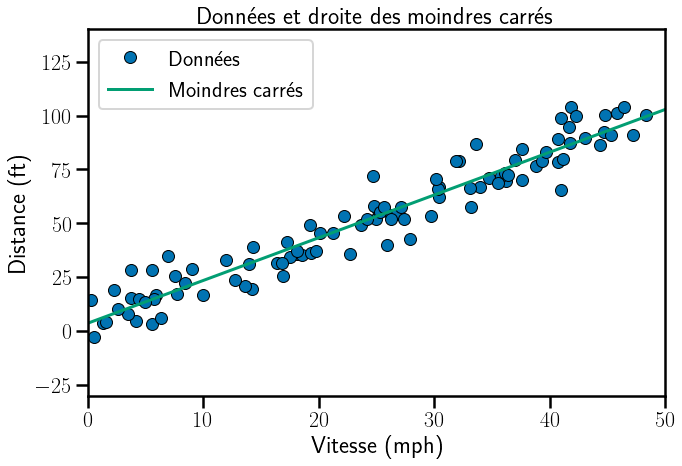 Données et droite des moindres carrés
Données
Moindres carrés
125
100
75
50
25
0
−25
0 10 20 30 40 50
Distance (ft)
Vitesse (mph)